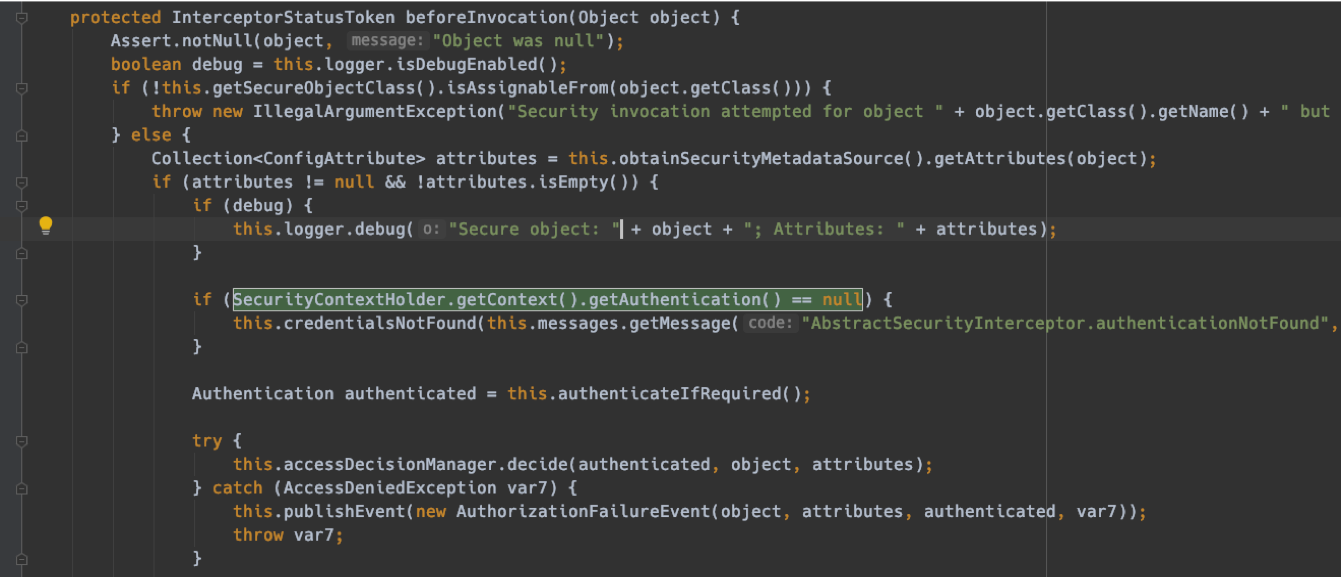 protected InterceptorStatusToken beforeInvocation(Object object) {
Assert.notNull(object, message: "Object was null");
boolean debug = this.logger.isDebugEnabled();
if (!this.getSecureObjectClass().isAssignableFrom(object.getClass())) {
throw new IllegalArgumentException("Security invocation attempted for object " + object.getClass().getName() + " but
} else {
Collection<ConfigAttribute> attributes = this.obtainSecurityMetadataSource().getAttributes(object);
if (attributes != null && !attributes.isEmpty()) {
if (debug) {
this.logger.debug( o: "Secure object: " + object + "; Attributes: " + attributes);
}
if (SecurityContextHolder.getContext().getAuthentication() == null) {
this.credentialsNotFound(this.messages.getMessage( code: "AbstractSecurityInterceptor.authenticationNotFound",
}
Authentication authenticated = this.authenticateIfRequired();
try {
this.accessDecisionManager.decide(authenticated, object, attributes);
} catch (AccessDeniedException var7) {
this.publishEvent(new AuthorizationFailureEvent(object, attributes, authenticated, var7));
throw var7;
}